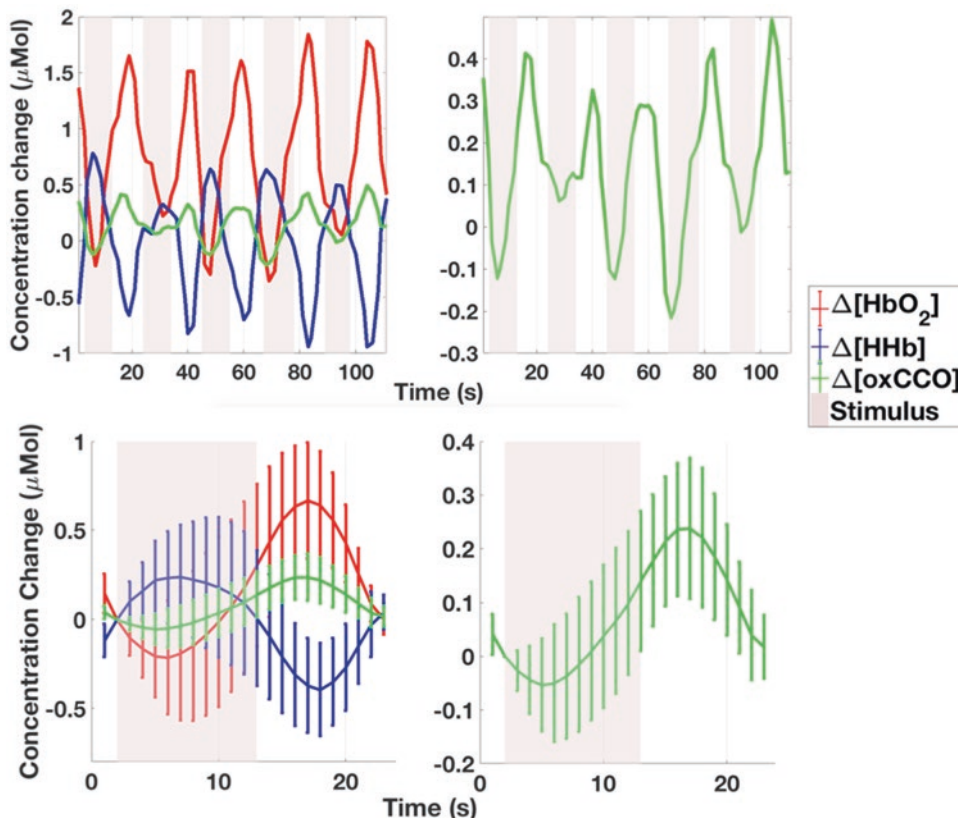 Concentration change (μMol)
2
1.5
1
0.5
0
-0.5
-1
20 40 60 80 100
0.5
0.4
0.3
0.2
0.1
0
-0.1
-0.2
-0.3
20 40 60 80 100
Time (s)
Δ[HbO₂]
Δ[HHb]
Δ[oxCCO]
Stimulus
Concentration Change (μMol)
1
0.5
0
-0.5
0 10 20
0.4
0.3
0.2
0.1
0
-0.1
-0.2
0 10 20
Time (s)